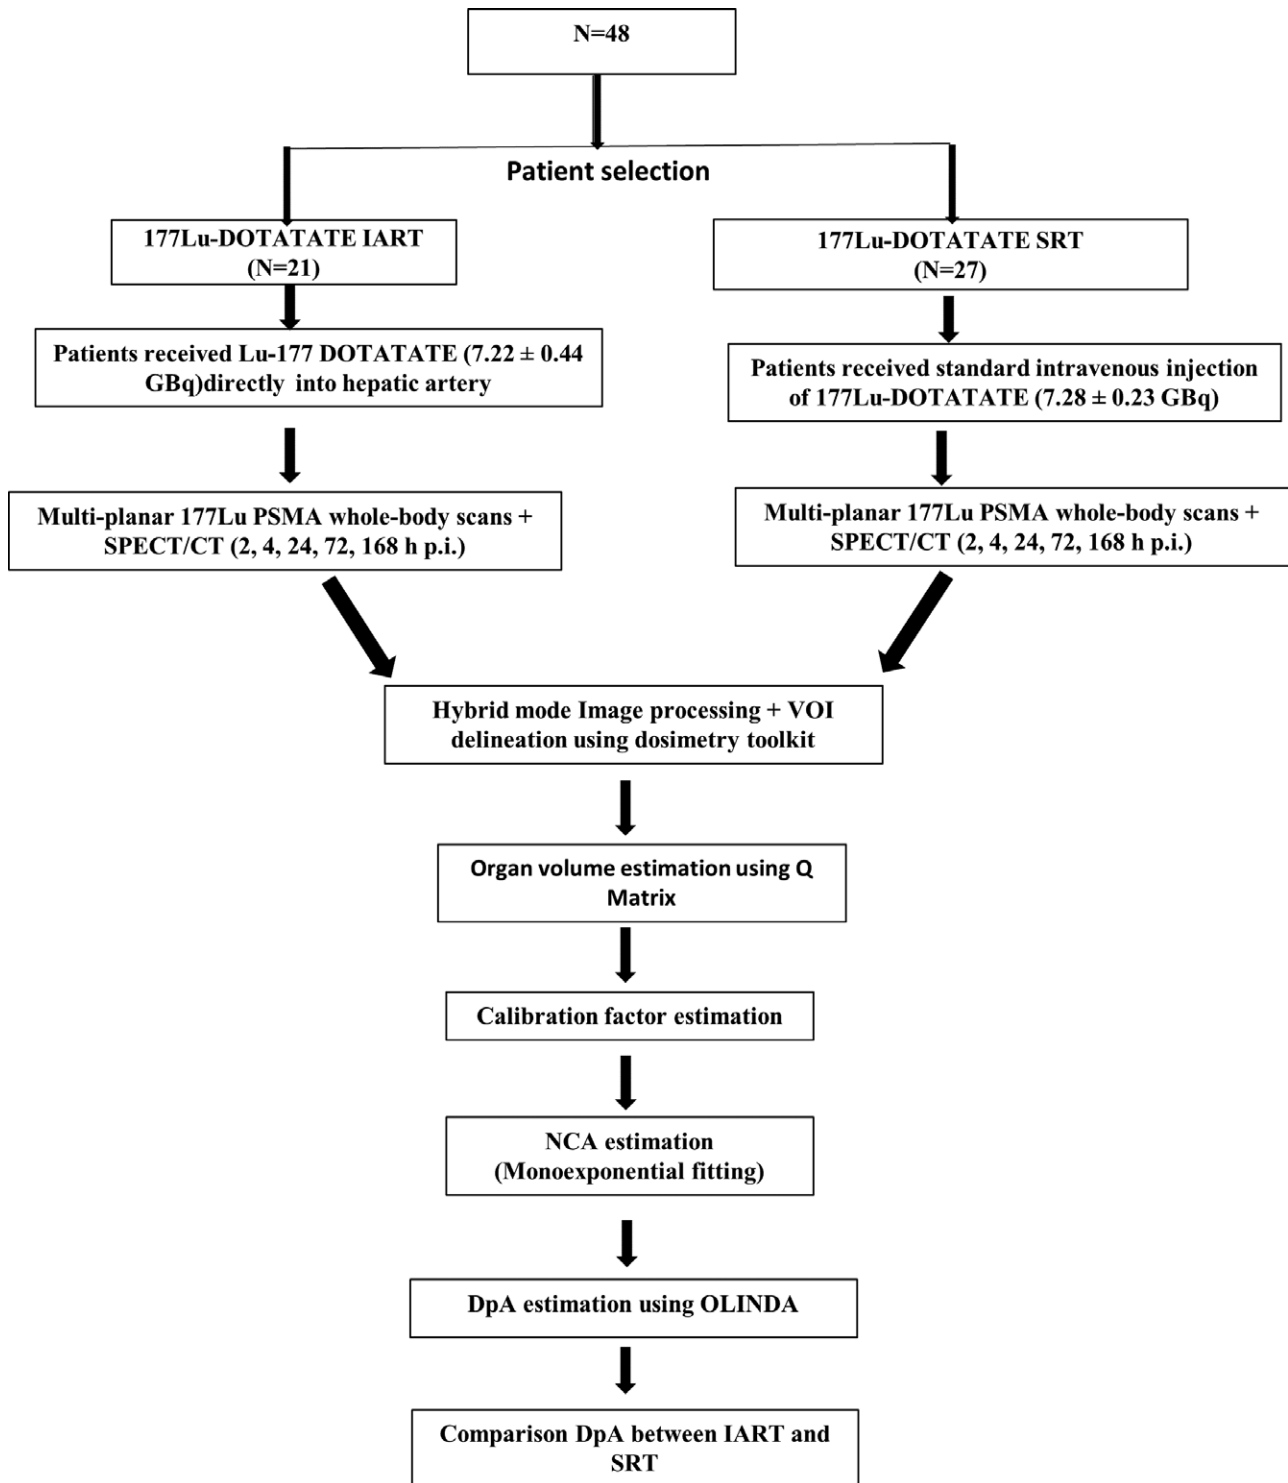 N=48
Patient selection
177Lu-DOTATATE IART
(N=21)
177Lu-DOTATATE SRT
(N=27)
Patients received Lu-177 DOTATATE (7.22 ± 0.44
GBq)directly into hepatic artery
Patients received standard intravenous injection
of 177Lu-DOTATATE (7.28 ± 0.23 GBq)
Multi-planar 177Lu PSMA whole-body scans +
SPECT/CT (2, 4, 24, 72, 168 h p.i.)
Multi-planar 177Lu PSMA whole-body scans +
SPECT/CT (2, 4, 24, 72, 168 h p.i.)
Hybrid mode Image processing + VOI
delineation using dosimetry toolkit
Organ volume estimation using Q
Matrix
Calibration factor estimation
NCA estimation
(Monoexponential fitting)
DpA estimation using OLINDA
Comparison DpA between IART and
SRT